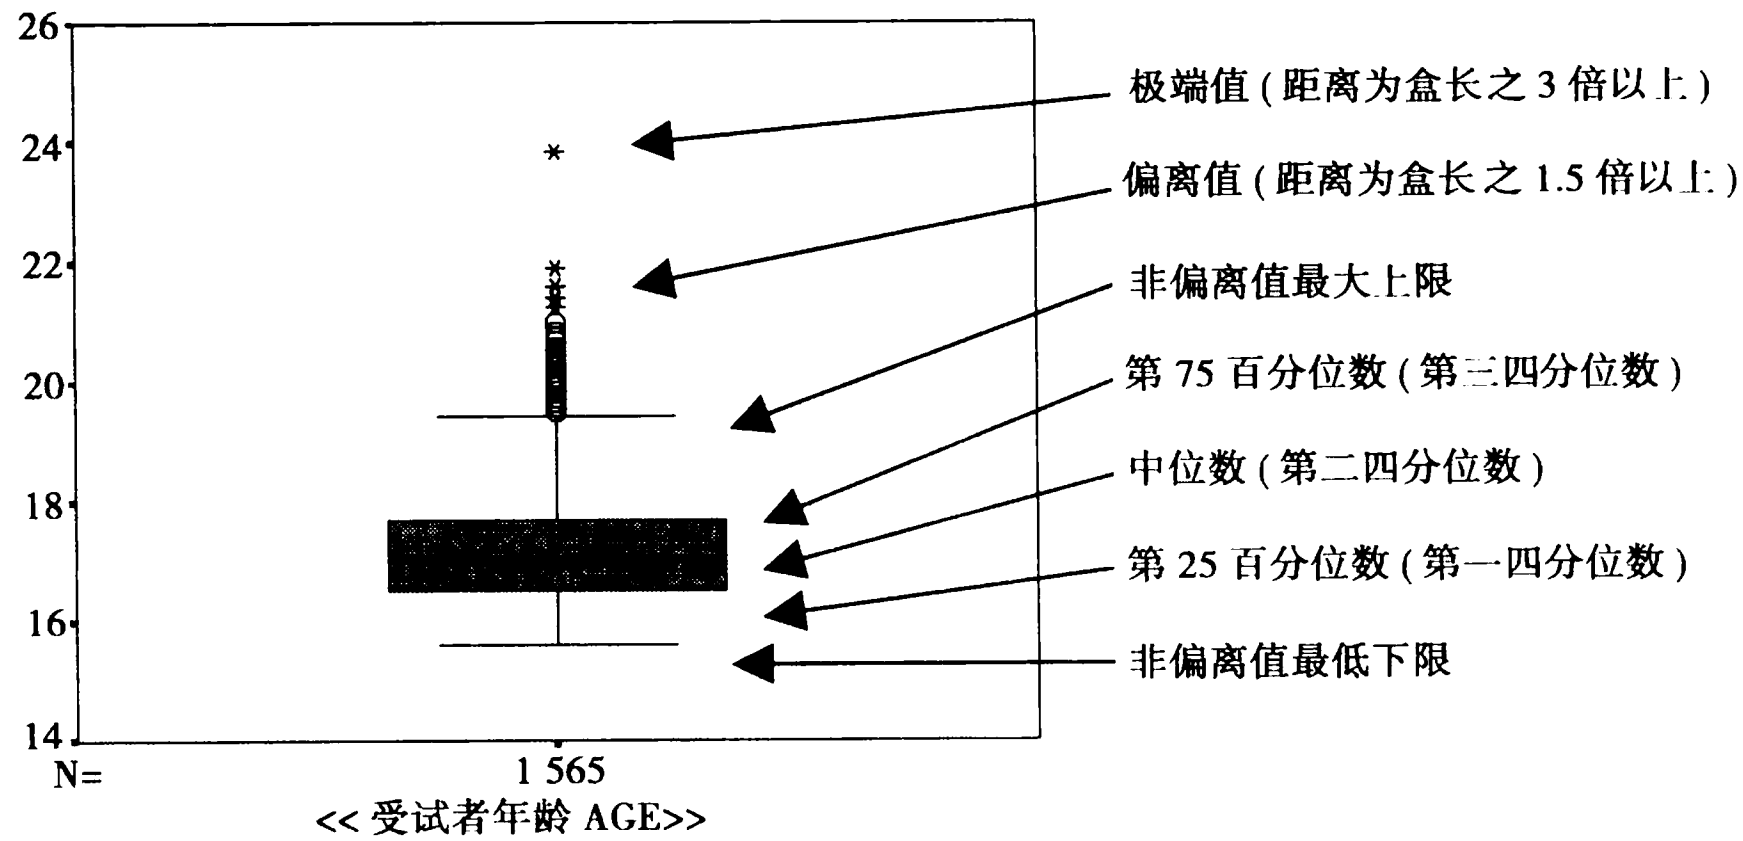 26
24
22
20
18
16
14
N=
1 565
<< 受试者年龄 AGE>>
极端值 ( 距离为盒长之 3 倍以上 )
偏离值 ( 距离为盒长之 1.5 倍以上 )
非偏离值最大上限
第 75 百分位数 ( 第三四分位数 )
中位数 ( 第二四分位数 )
第 25 百分位数 ( 第一四分位数 )
非偏离值最低下限